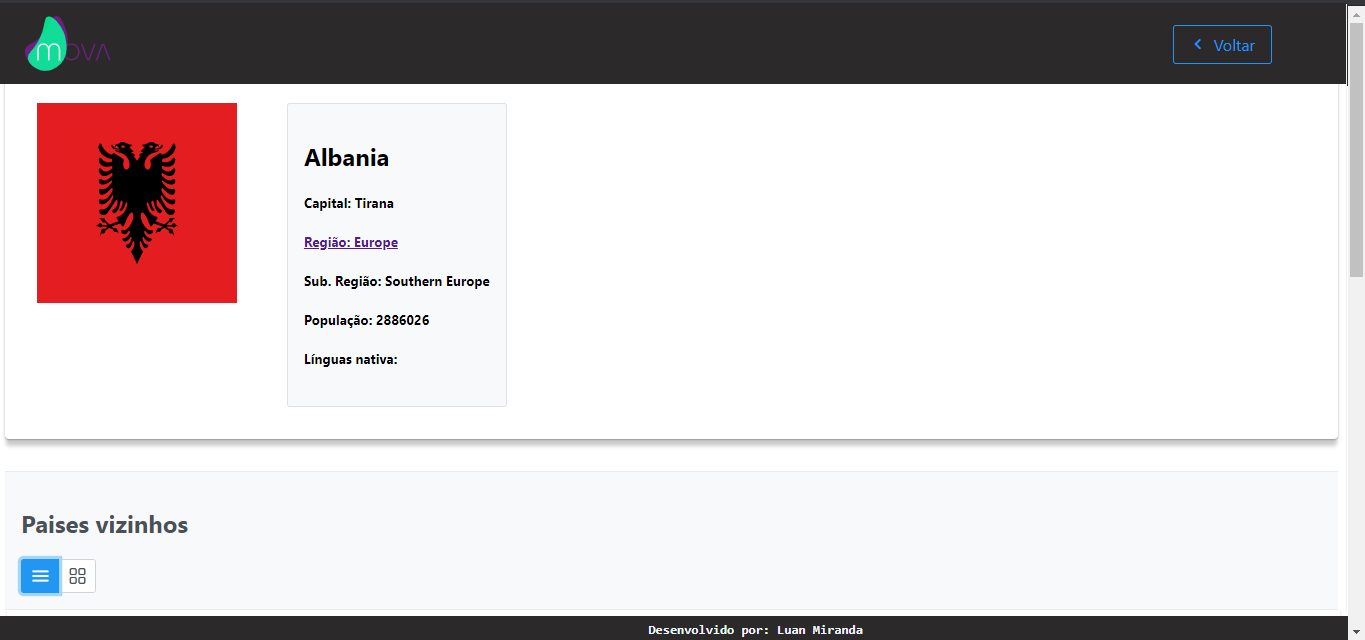 mOVA
Voltar
Albania
Capital: Tirana
Região: Europe
Sub. Região: Southern Europe
População: 2886026
Línguas nativa:
Paises vizinhos
Desenvolvido por: Luan Miranda